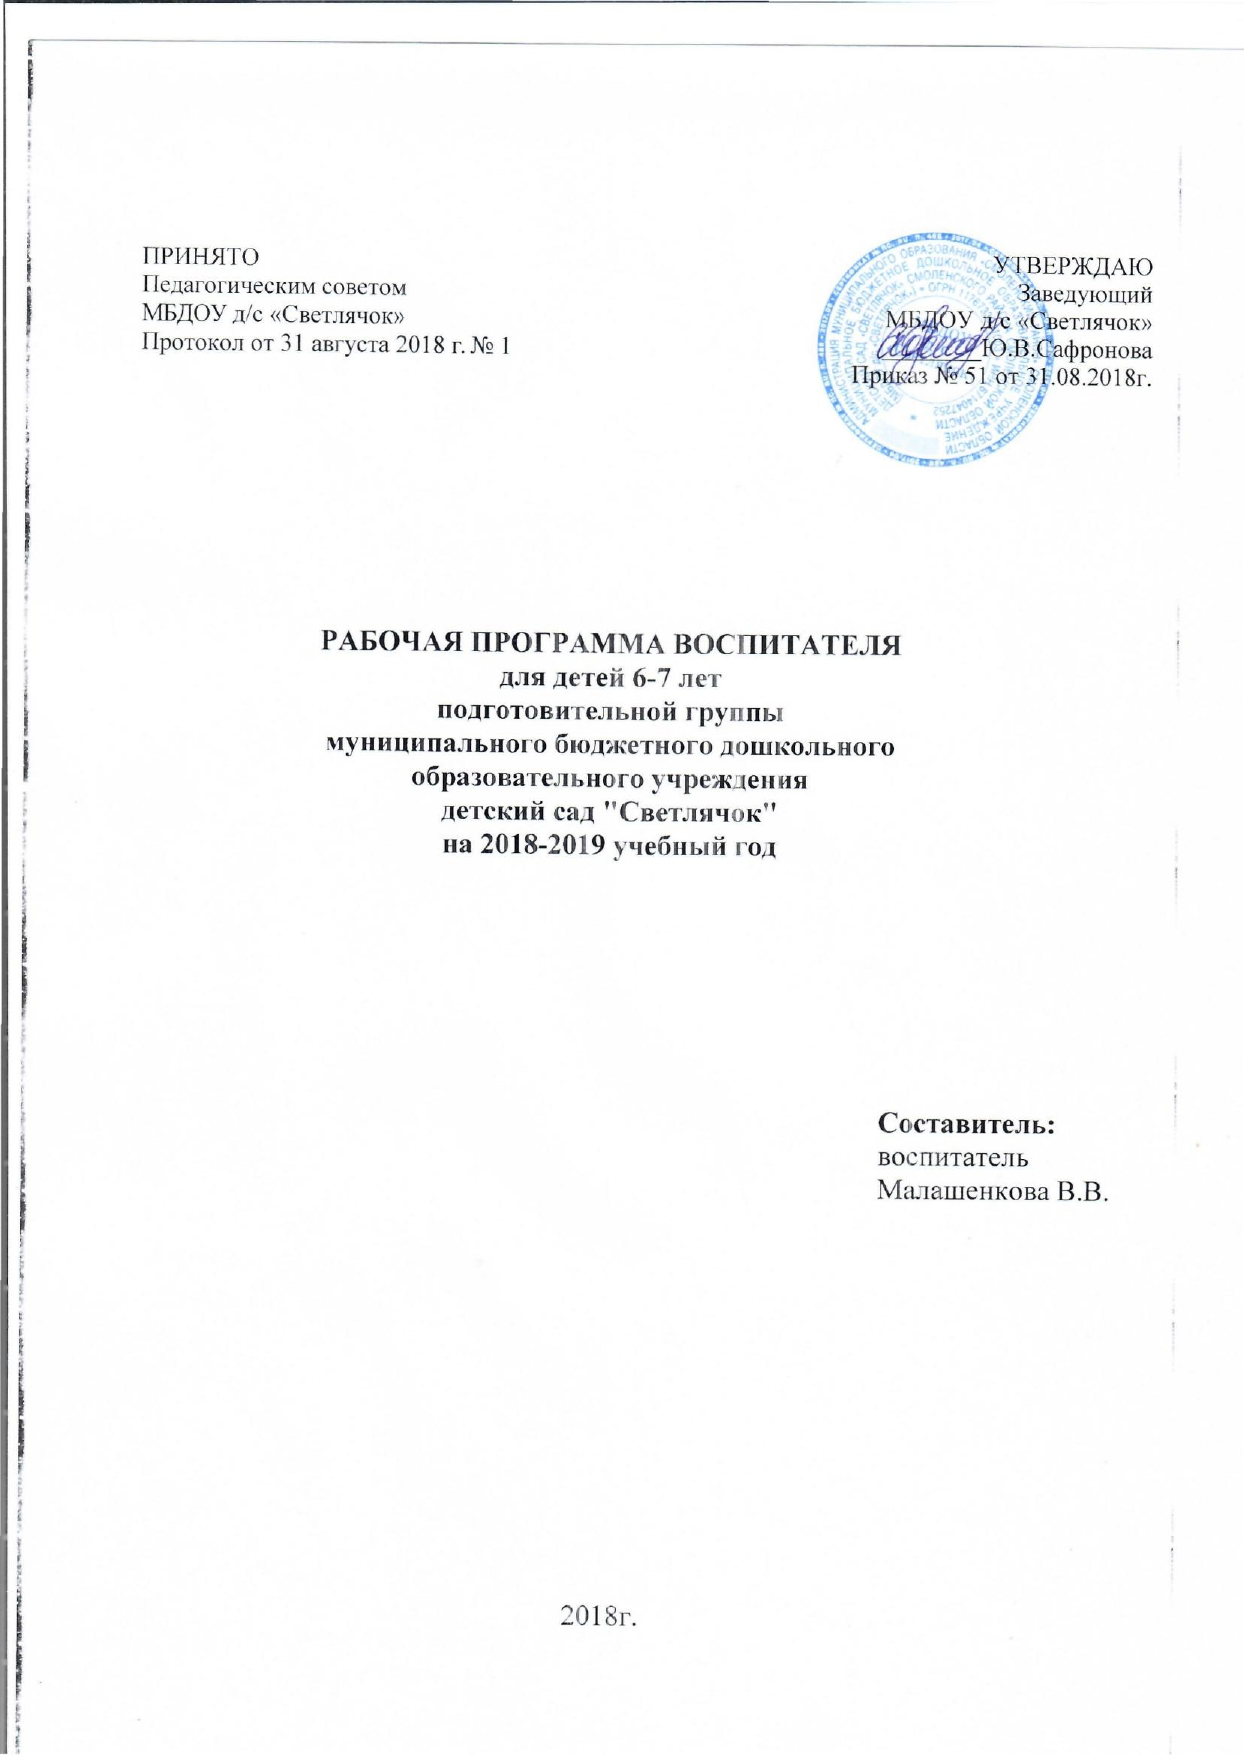 ПРИНЯТО
Педагогическим советом
МБДОУ д/с «Светлячок»
Протокол от 31 августа 2018 г. № 1
УТВЕРЖДАЮ
Заведующий
МБДОУ д/с «Светлячок»
Ю.В.Сафронова
Приказ № 51 от 31.08.2018г.
РАБОЧАЯ ПРОГРАММА ВОСПИТАТЕЛЯ
для детей 6-7 лет
подготовительной группы
муниципального бюджетного дошкольного
образовательного учреждения
детский сад "Светлячок"
на 2018-2019 учебный год
Составитель:
воспитатель
Малашенкова В.В.
2018г.